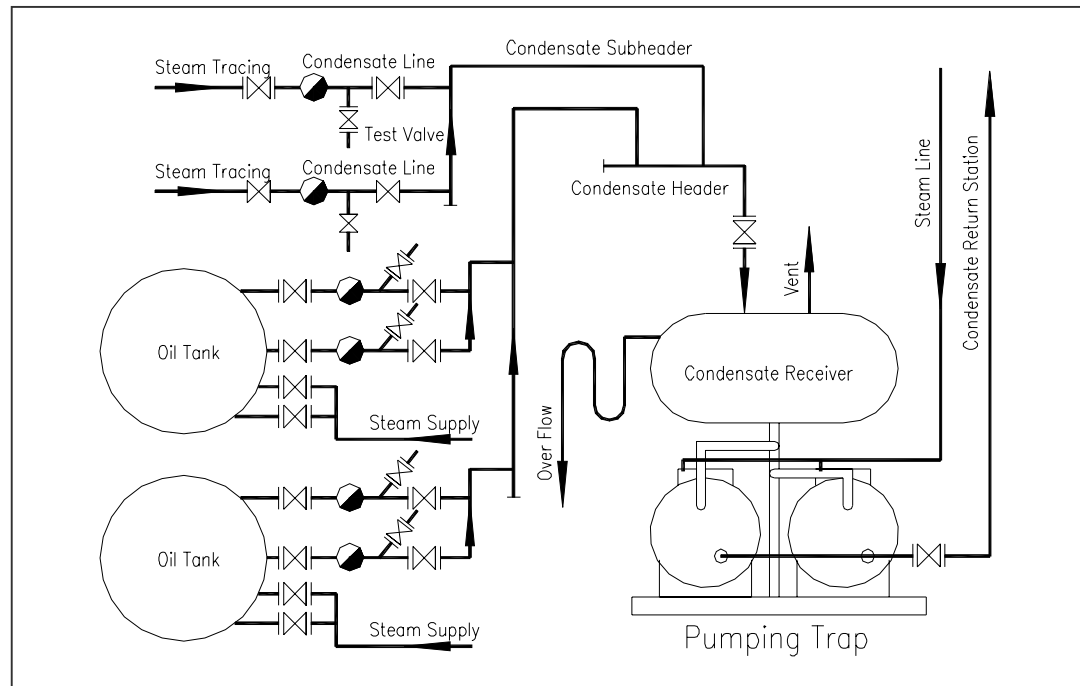 Condensate Subheader
Steam Tracing
Condensate Line
Test Valve
Steam Tracing
Condensate Line
Condensate Header
Steam Line
Condensate Return Station
Vent
Oil Tank
Condensate Receiver
Steam Supply
Over Flow
Oil Tank
Steam Supply
Pumping Trap